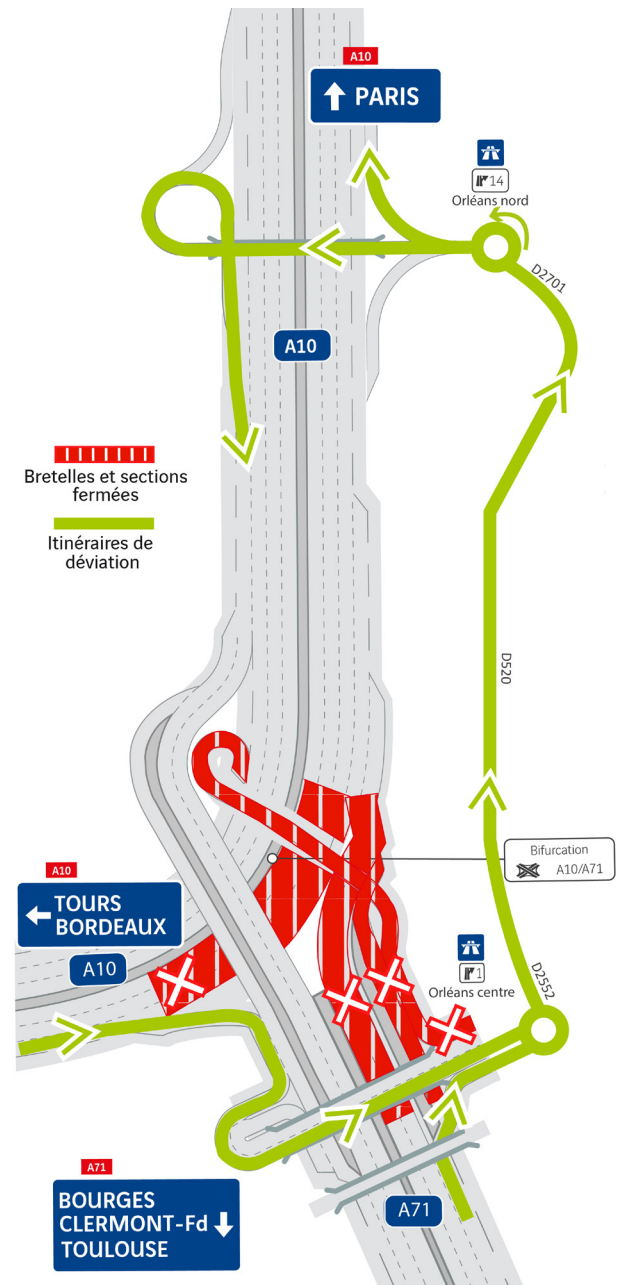 A10
PARIS
14
Orléans nord
D2701
A10
Bretelles et sections
fermées
Itinéraires de
déviation
D520
Bifurcation
A10/A71
A10
TOURS
BORDEAUX
A10
1
Orléans centre
D2552
A71
BOURGES
CLERMONT-Fd
TOULOUSE
A71